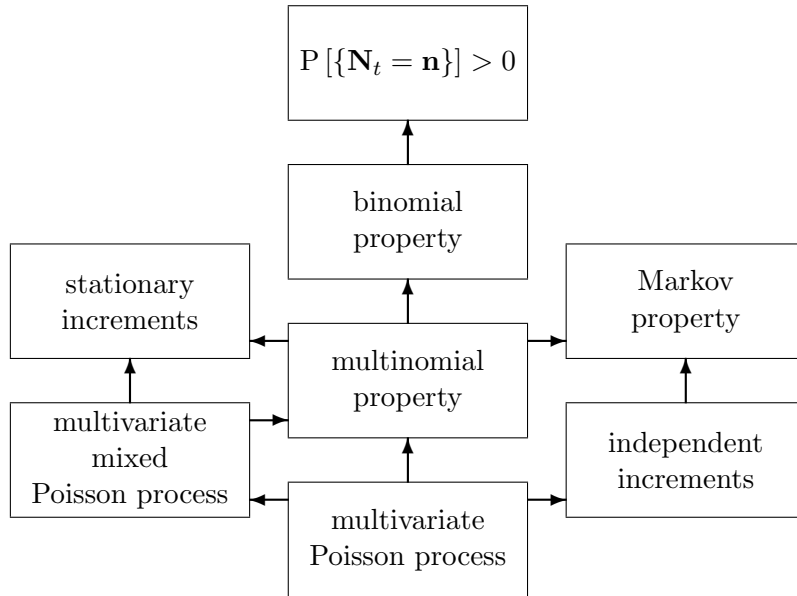 P [{N_t = n}] > 0
binomial
property
stationary
increments
Markov
property
multinomial
property
multivariate
mixed
Poisson process
independent
increments
multivariate
Poisson process